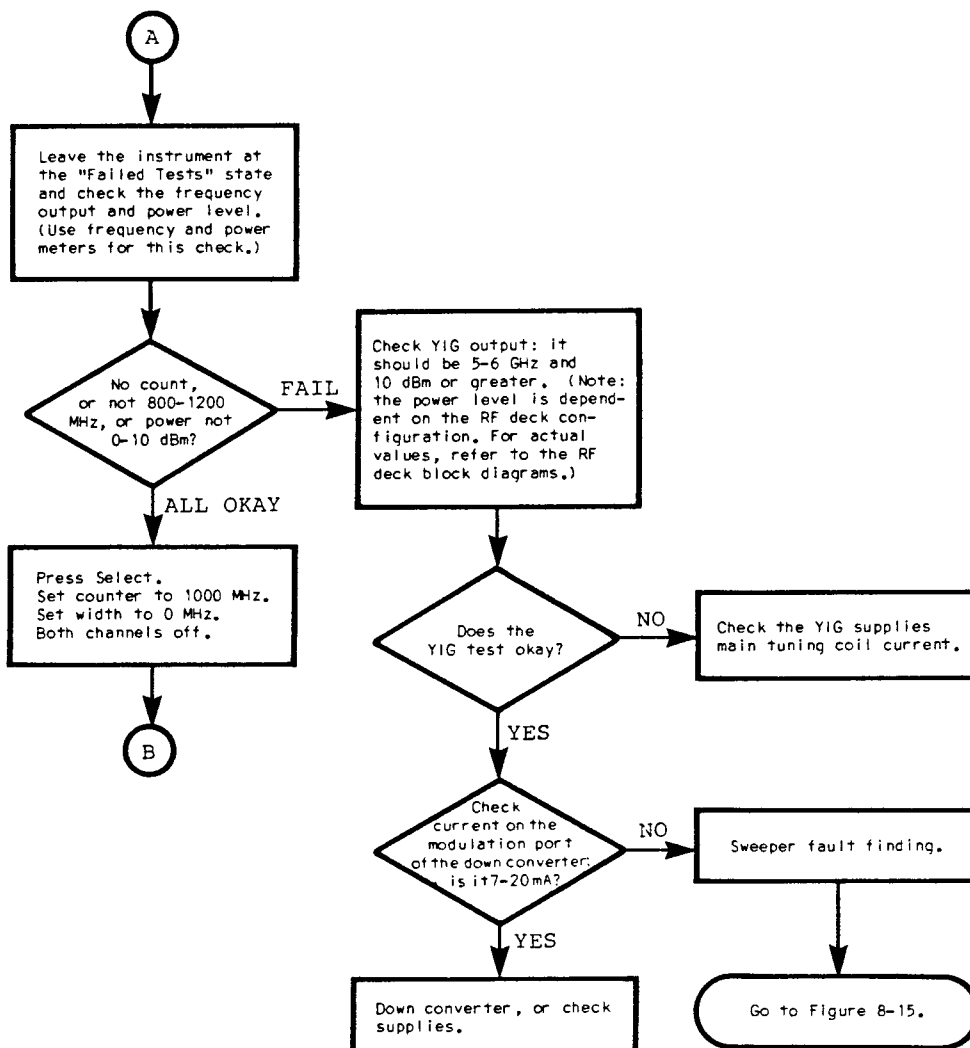 A
Leave the instrument at
the "Failed Tests" state
and check the frequency
output and power level.
(Use frequency and power
meters for this check.)
No count,
or not 800-1200
MHz, or power not
0-10 dBm?
FAIL
ALL OKAY
Press Select.
Set counter to 1000 MHz.
Set width to 0 MHz.
Both channels off.
B
Check YIG output: it
should be 5-6 GHz and
10 dBm or greater. (Note:
the power level is depend-
ent on the RF deck con-
figuration. For actual
values, refer to the RF
deck block diagrams.)
Does the
YIG test okay?
NO
Check the YIG supplies
main tuning coil current.
YES
Check
current on the
modulation port
of the down converter:
is it 7-20 mA?
NO
Sweeper fault finding.
Go to Figure 8-15.
YES
Down converter, or check
supplies.